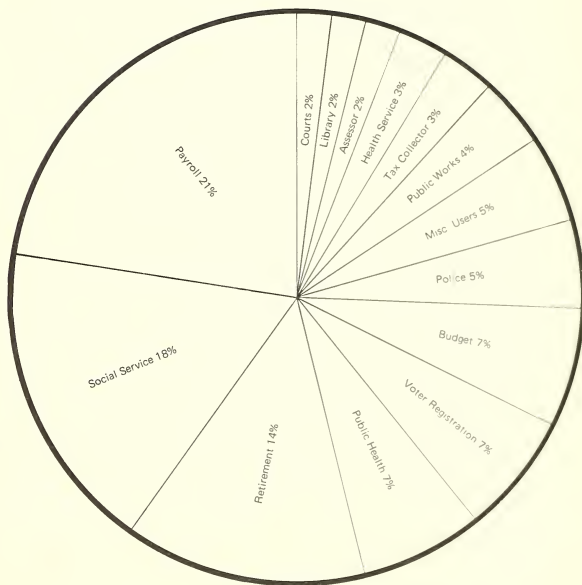 Courts 2%
Library 2%
Assessor 2%
Health Service 3%
Tax Collector 3%
Public Works 4%
Misc Users 5%
Police 5%
Budget 7%
Voter Registration 7%
Public Health 7%
Retirement 14%
Social Service 18%
Payroll 21%